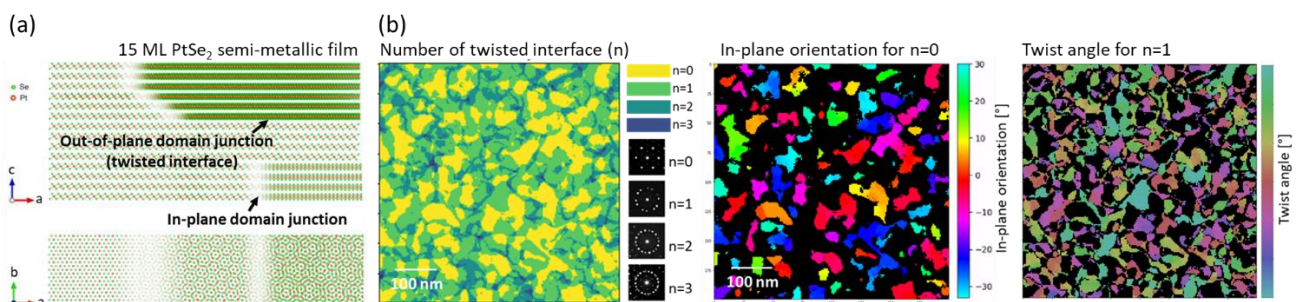 (a)
15 ML PtSe₂ semi-metallic film
Se
Pt
Out-of-plane domain junction
(twisted interface)
In-plane domain junction
c
a
b
(b)
Number of twisted interface (n)
n=0
n=1
n=2
n=3
n=0
n=1
n=2
n=3
100 nm
In-plane orientation for n=0
100 nm
30
20
10
0
-10
-20
-30
In-plane orientation [°]
Twist angle for n=1
Twist angle [°]